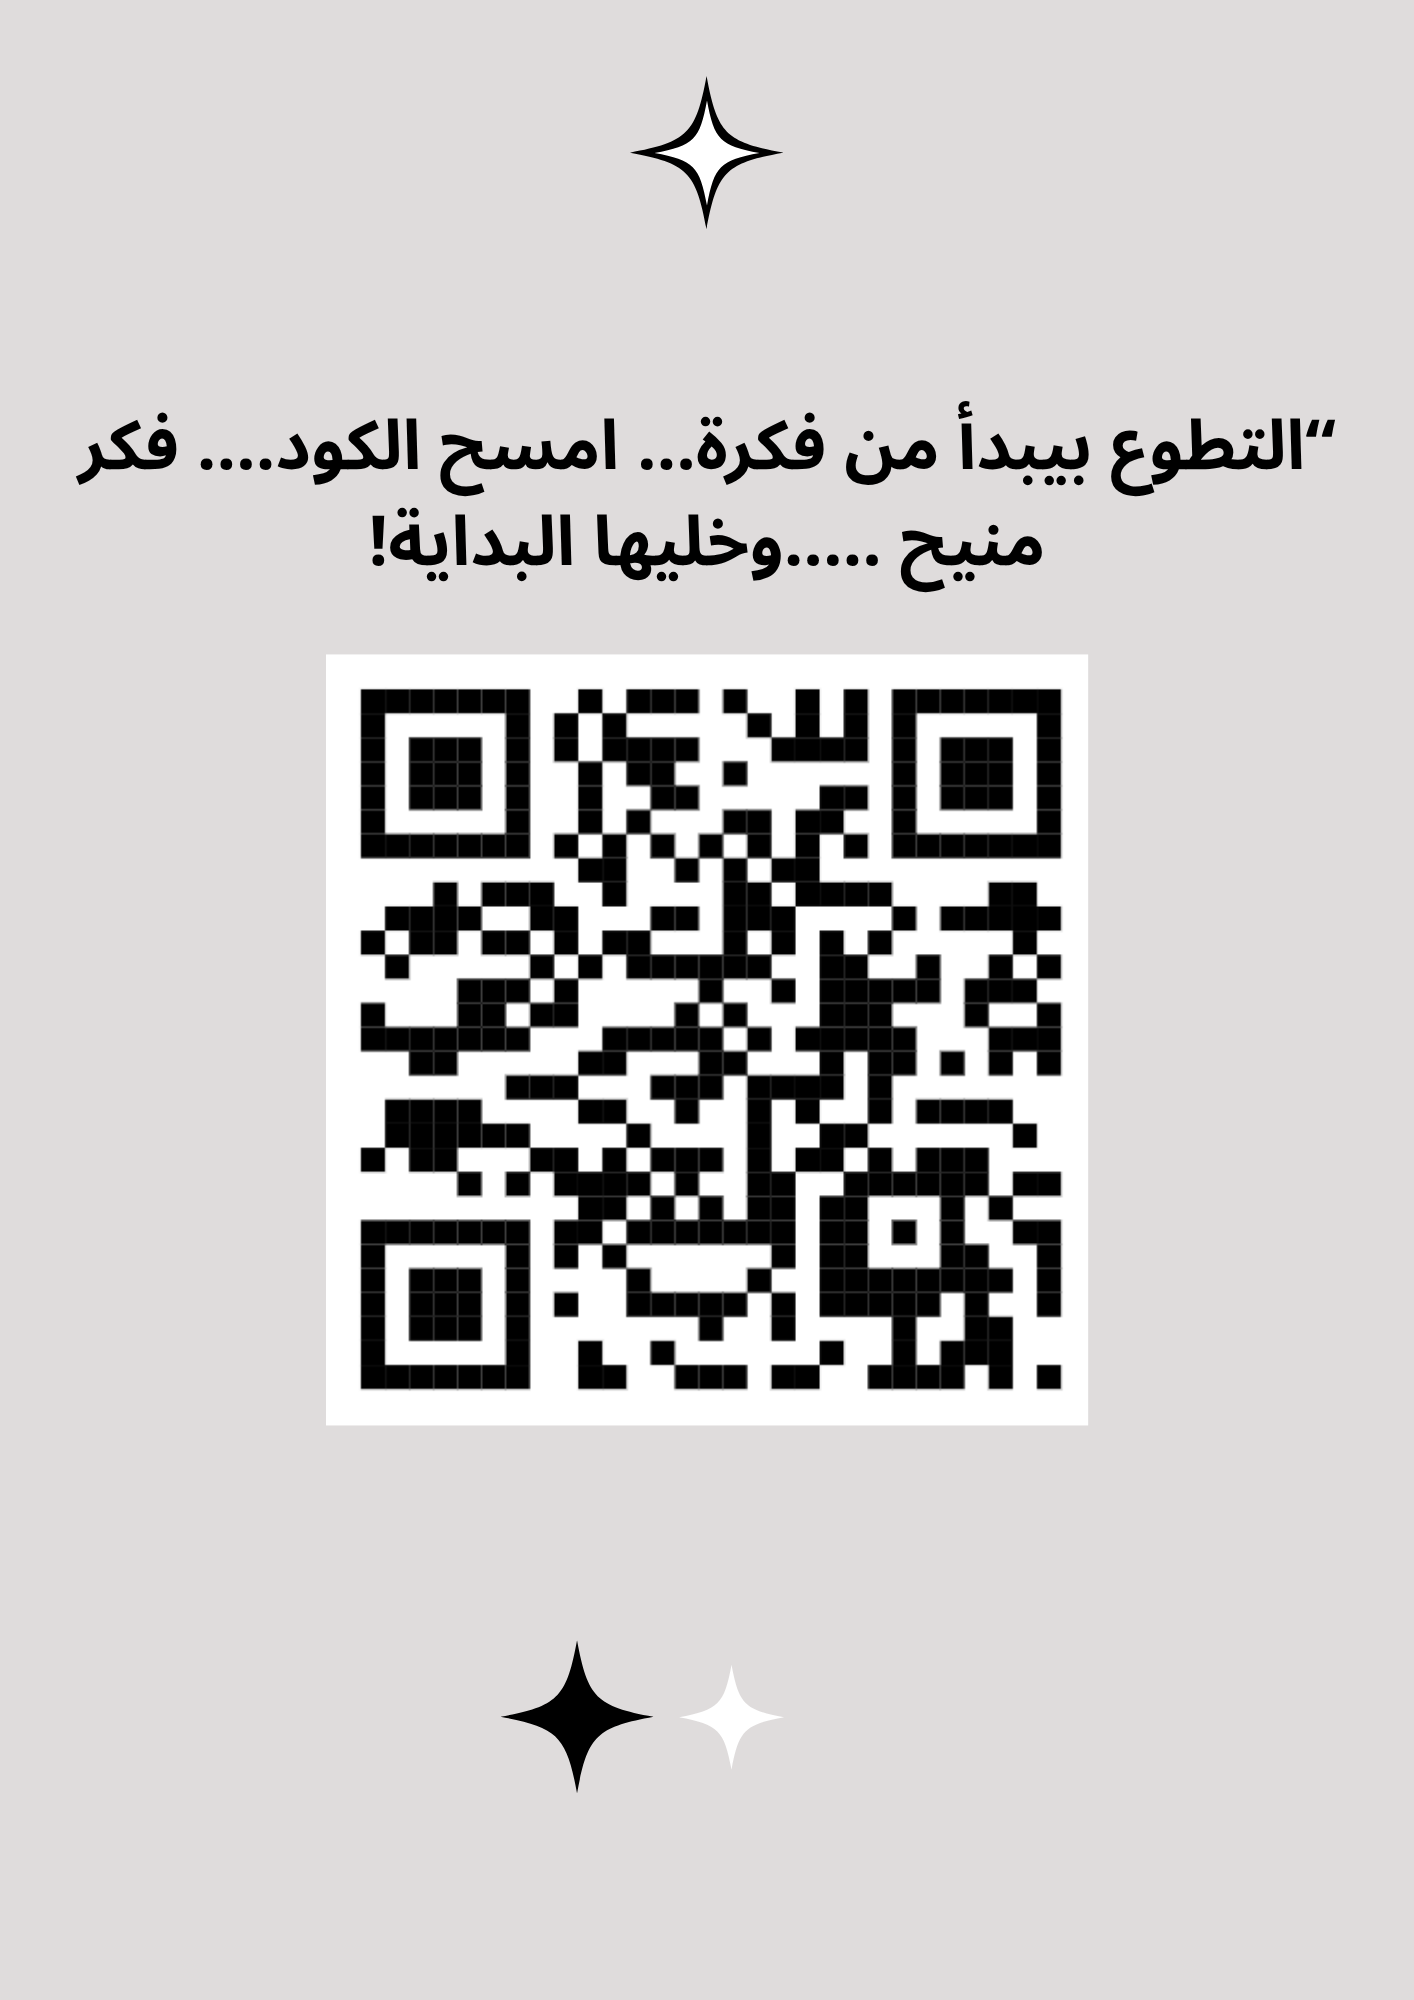 “التطوع بيبدأ من فكرة... امسح الكود.... فكر
منيح .....وخليها البداية!